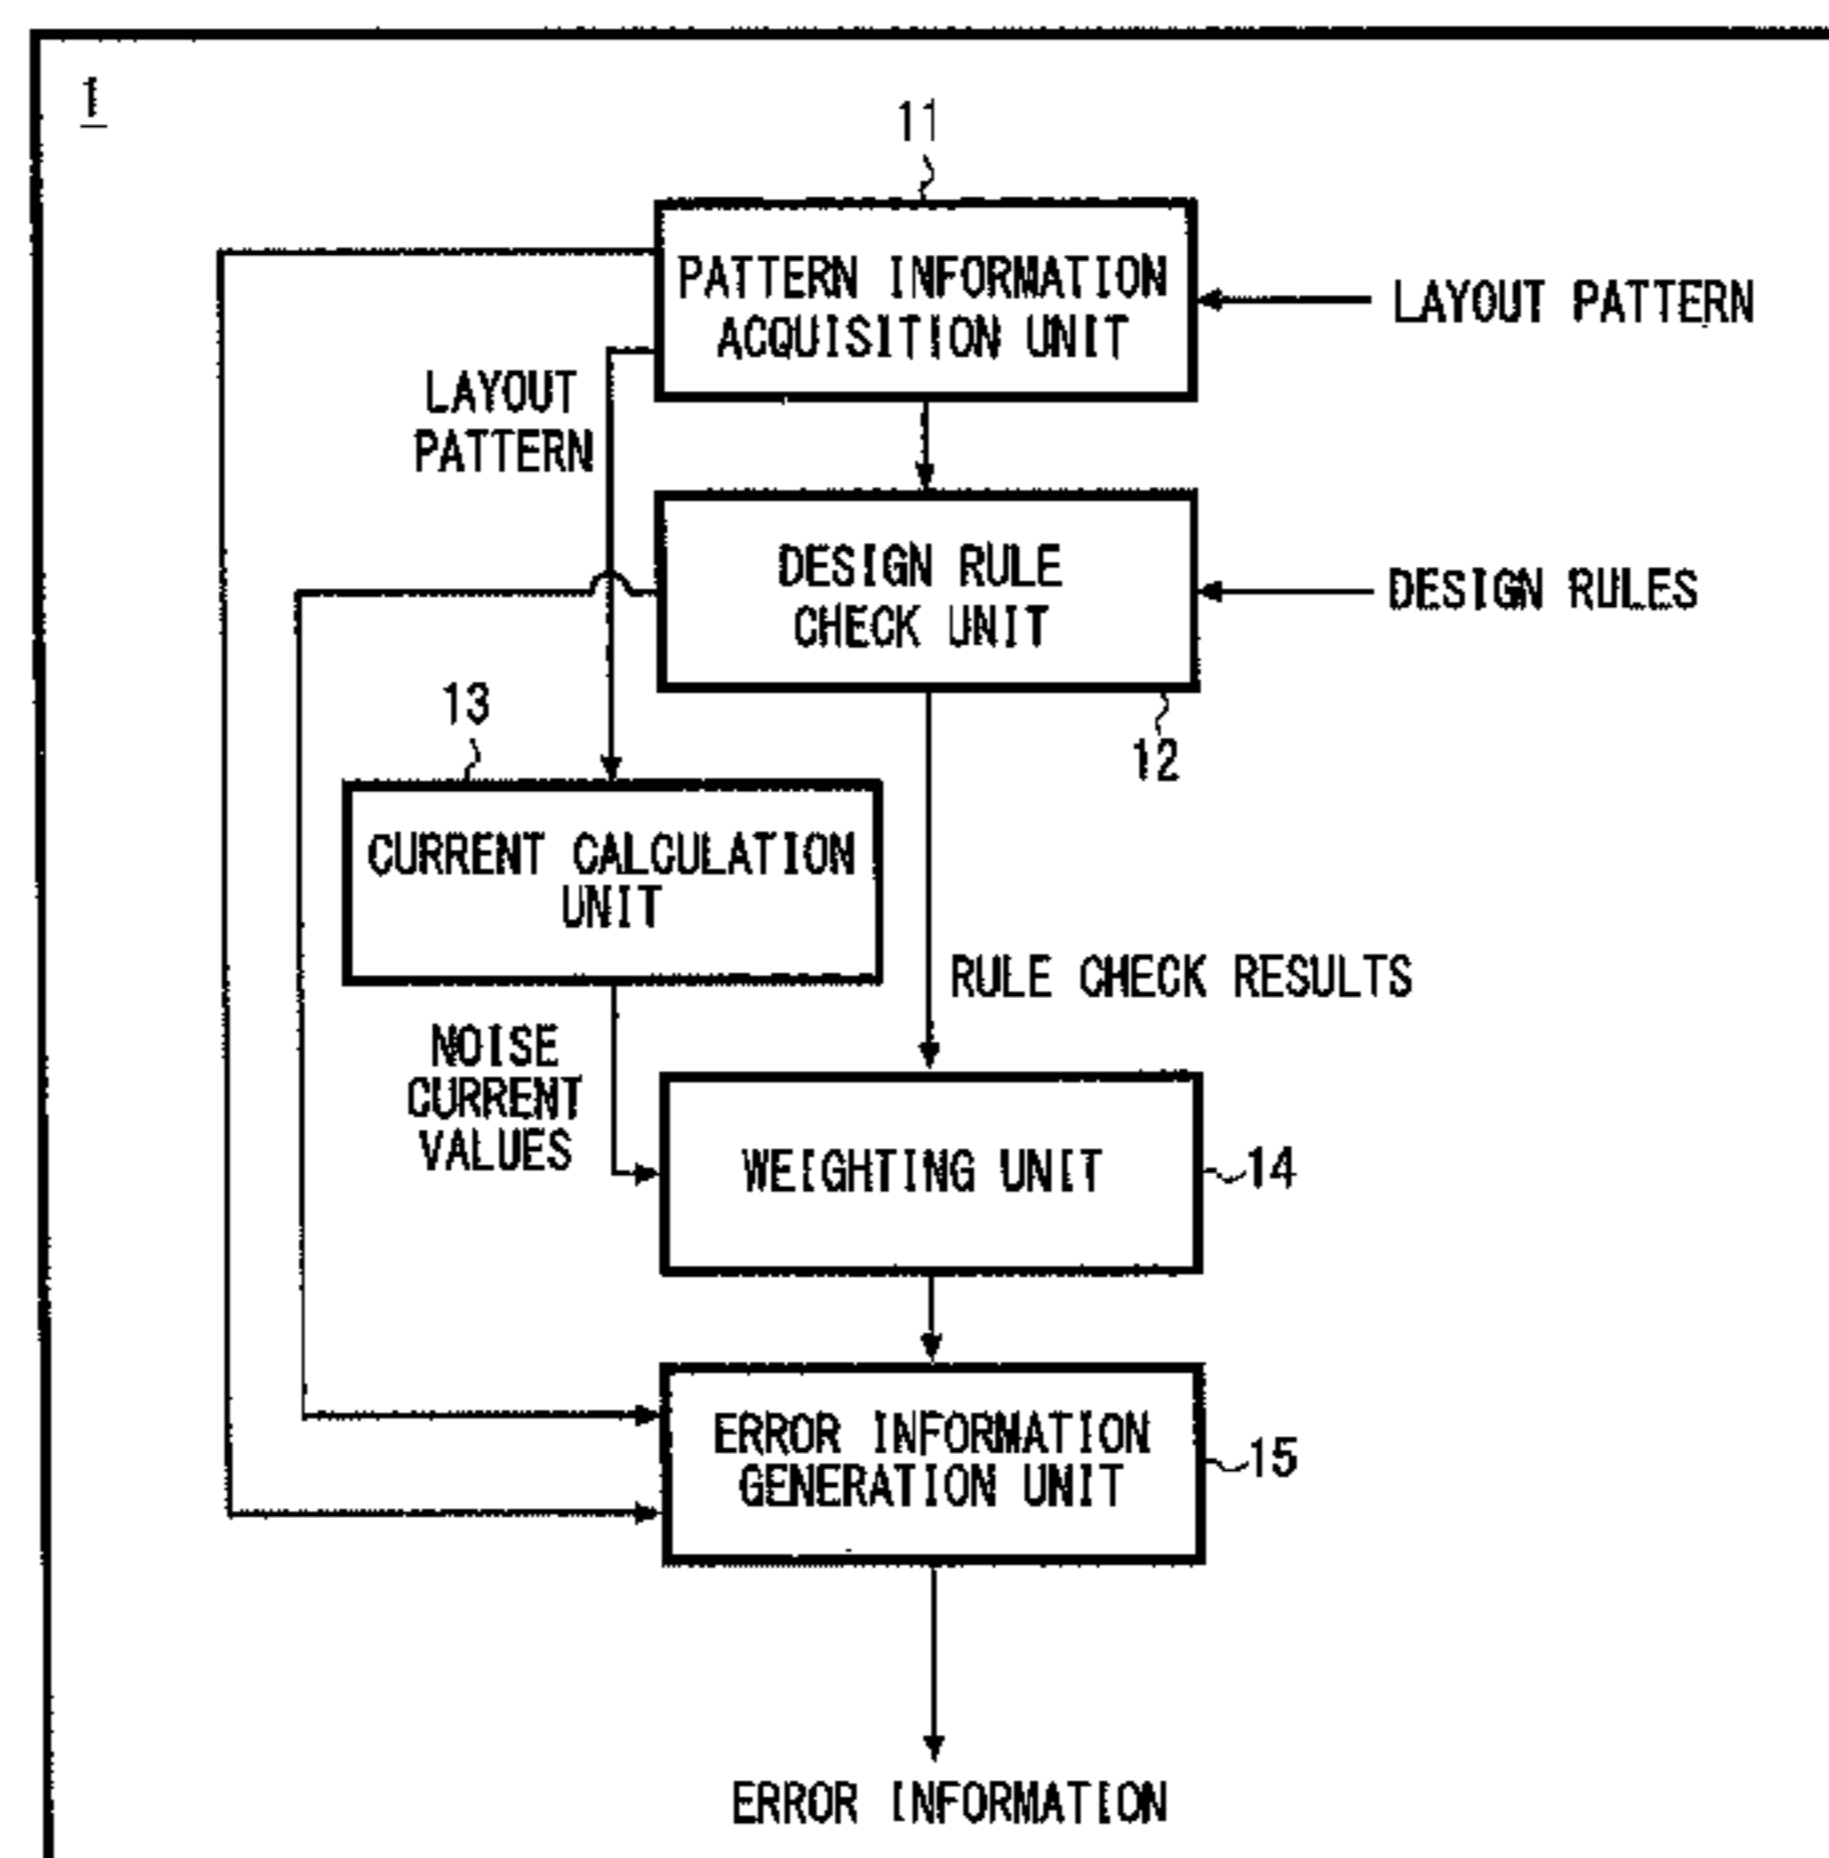 1
11
PATTERN INFORMATION
ACQUISITION UNIT
LAYOUT PATTERN
LAYOUT
PATTERN
DESIGN RULE
CHECK UNIT
DESIGN RULES
12
13
CURRENT CALCULATION
UNIT
RULE CHECK RESULTS
NOISE
CURRENT
VALUES
WEIGHTING UNIT
14
ERROR INFORMATION
GENERATION UNIT
15
ERROR INFORMATION